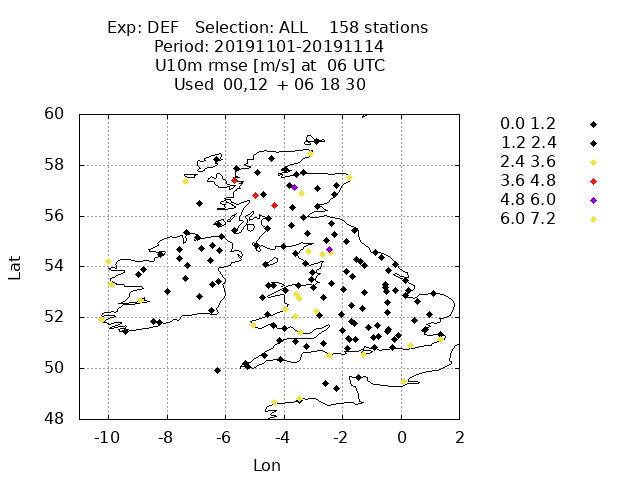 Exp: DEF Selection: ALL 158 stations
Period: 20191101-20191114
U10m rmse [m/s] at 06 UTC
Used 00,12 + 06 18 30
60
58
56
54
52
50
48
Lat
-10 -8 -6 -4 -2 0 2
Lon
0.0 1.2
1.2 2.4
2.4 3.6
3.6 4.8
4.8 6.0
6.0 7.2